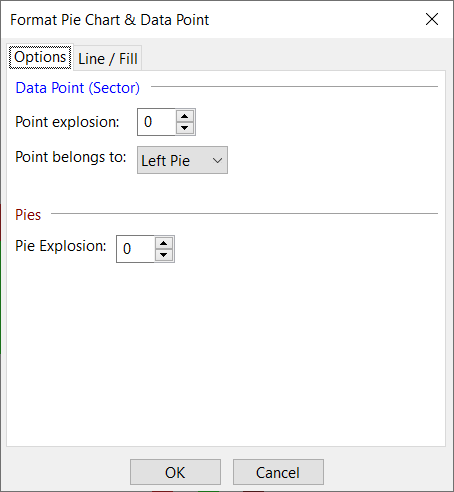 Format Pie Chart & Data Point
Options
Line / Fill
Data Point (Sector)
Point explosion: 0
Point belongs to: Left Pie
Pies
Pie Explosion: 0
OK
Cancel